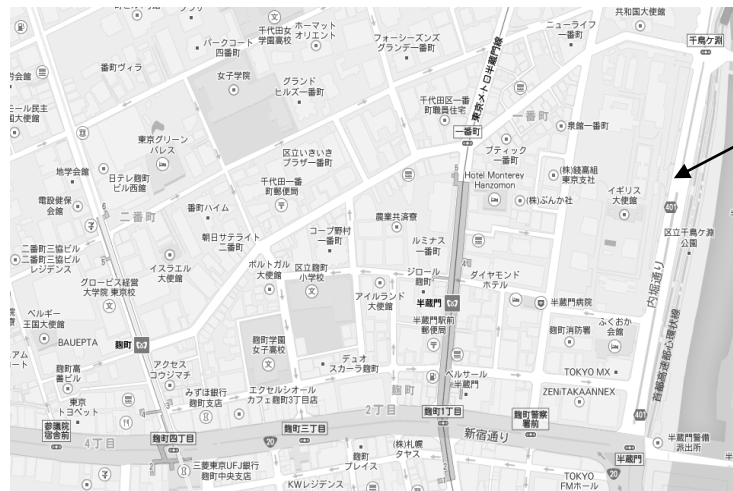 共和国大使館
千代田女
学園高校
ホーマット
オリエント
ニューライフ
一番町
パークコート
四番町
フォーシーズンズ
グランデ一番町
千鳥ケ淵
番町ヴィラ
女子学院
グランド
ヒルズ一番町
東京メトロ半蔵門線
千代田区一番
町職員住宅
一番町
泉館一番町
東京グリーン
パレス
一番町
区立いきいき
プラザ一番町
ブティック
一番町
(株)錢高組
東京支社
地学会館
日テレ麹町
ビル西館
千代田一番
町郵便局
Hotel Monterey
Hanzomon
(株)ぶんか社
イギリス
大使館
電設健保
会館
二番町
番町ハイム
農業共済寮
401
区立千鳥ケ淵
公園
朝日サテライト
二番町
コープ野村
一番町
ルミナス
一番町
二番町三協ビル
二番町三協ビル
レジデンス
イスラエル
大使館
ポルトガル
大使館
区立麹町
小学校
ジロール
麹町
ダイヤモンド
ホテル
内堀通り
グロービス経営
大学院 東京校
アイルランド
大使館
半蔵門
半蔵門病院
ベルギー
王国大使館
半蔵門駅前
郵便局
麹町消防署
ふくおか
会館
首都高速都心環状線
BAUEPTA
麹町
麹町学園
女子高校
アクセス
コウジマチ
デュオ
スカーラ麹町
ベルサール
半蔵門
TOKYO MX
麹町高
善ビル
みずほ銀行
麹町支店
エクセルシオール
カフェ麹町3丁目店
麹町
ZENiTAKAANNEX
東京
トヨペット
2丁目
麹町1丁目
麹町警察
署前
401
参議院
宿舎前
4丁目
麹町四丁目
20
麹町三丁目
新宿通り
半蔵門警備
派出所
三菱東京UFJ銀行
麹町中央支店
麹町
プレイス
(株)札幌
タヤス
半蔵門
KWレジデンス
TOKYO
FMホール
20